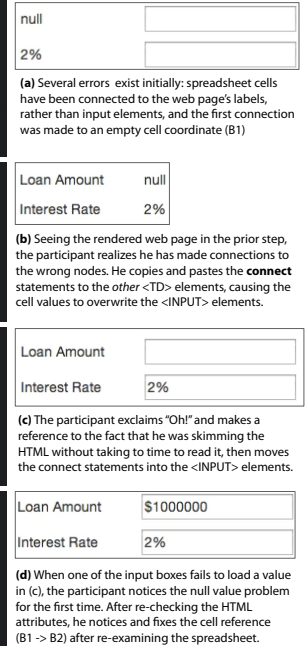 null
2%
(a) Several errors exist initially: spreadsheet cells
have been connected to the web page's labels,
rather than input elements, and the first connection
was made to an empty cell coordinate (B1)
Loan Amount null
Interest Rate 2%
(b) Seeing the rendered web page in the prior step,
the participant realizes he has made connections to
the wrong nodes. He copies and pastes the connect
statements to the other <TD> elements, causing the
cell values to overwrite the <INPUT> elements.
Loan Amount
Interest Rate 2%
(c) The participant exclaims "Oh!" and makes a
reference to the fact that he was skimming the
HTML without taking to time to read it, then moves
the connect statements into the <INPUT> elements.
Loan Amount $1000000
Interest Rate 2%
(d) When one of the input boxes fails to load a value
in (c), the participant notices the null value problem
for the first time. After re-checking the HTML
attributes, he notices and fixes the cell reference
(B1 -> B2) after re-examining the spreadsheet.